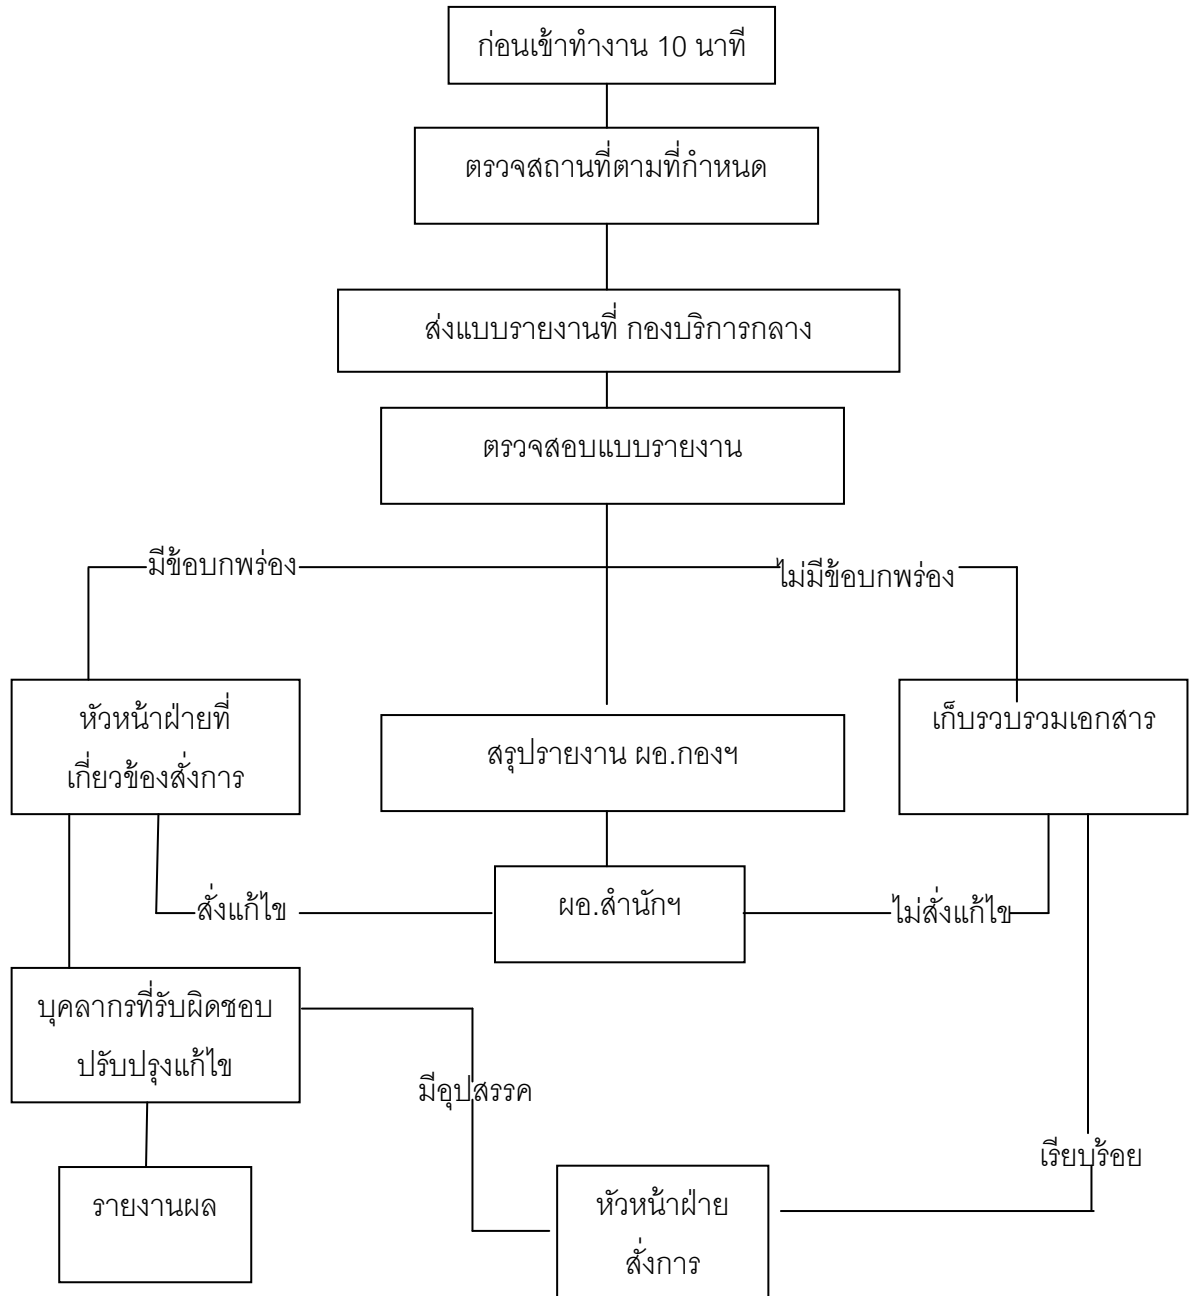 ก่อนเข้าทำงาน 10 นาที
ตรวจสถานที่ตามที่กำหนด
ส่งแบบรายงานที่ กองบริการกลาง
ตรวจสอบแบบรายงาน
มีข้อบกพร่อง
ไม่มีข้อบกพร่อง
หัวหน้าฝ่ายที่
เกี่ยวข้องสั่งการ
สรุปรายงาน ผอ.กองฯ
เก็บรวบรวมเอกสาร
สั่งแก้ไข
ผอ.สำนักฯ
ไม่สั่งแก้ไข
บุคลากรที่รับผิดชอบ
ปรับปรุงแก้ไข
มีอุปสรรค
เรียบร้อย
รายงานผล
หัวหน้าฝ่าย
สั่งการ